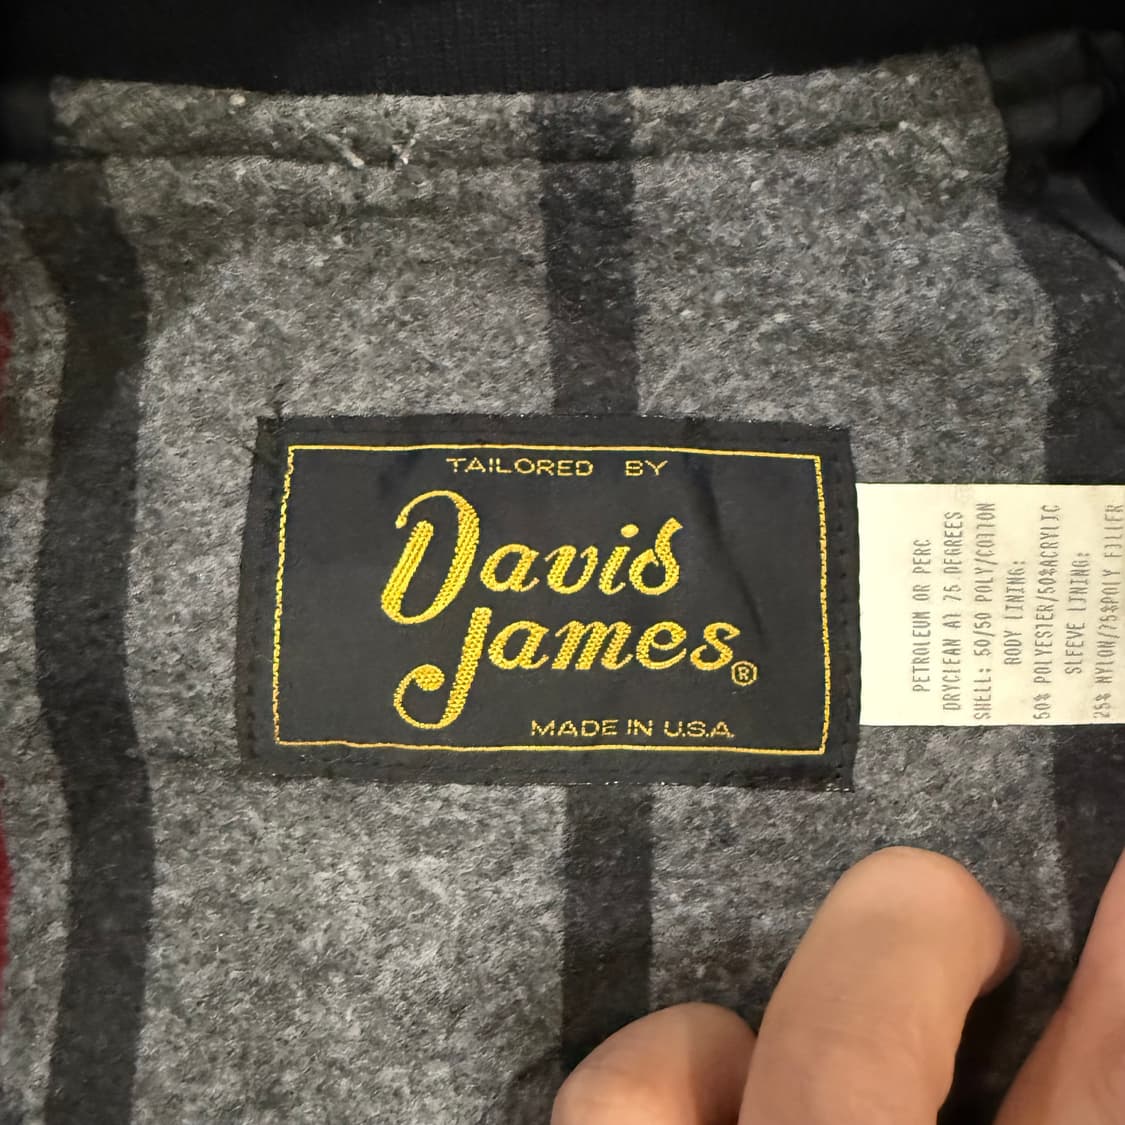 TAILORED BY
David
James®
MADE IN U.S.A.
PETROLEUM OR PERC
DRYCLEAN AT 75 DEGREES
SHELL: 50/50 POLY/COTTON
BODY LINING:
50% POLYESTER/50%ACRYLIC
SLEEVE LINING:
25% NYLON/75%POLY FILLER